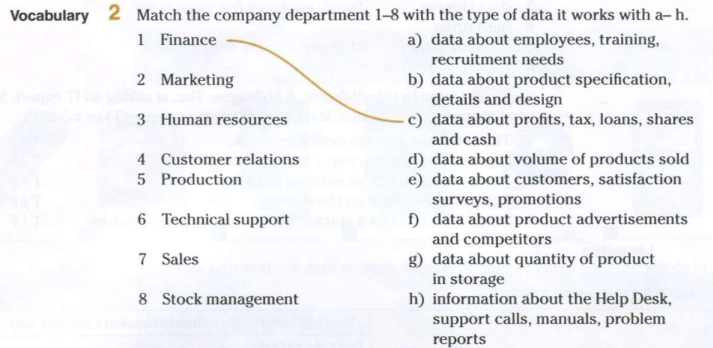 Vocabulary 2 Match the company department 1–8 with the type of data it works with a– h.
1 Finance
a) data about employees, training,
recruitment needs
2 Marketing
b) data about product specification,
details and design
3 Human resources
c) data about profits, tax, loans, shares
and cash
4 Customer relations
d) data about volume of products sold
5 Production
e) data about customers, satisfaction
surveys, promotions
6 Technical support
f) data about product advertisements
and competitors
7 Sales
g) data about quantity of product
in storage
8 Stock management
h) information about the Help Desk,
support calls, manuals, problem
reports